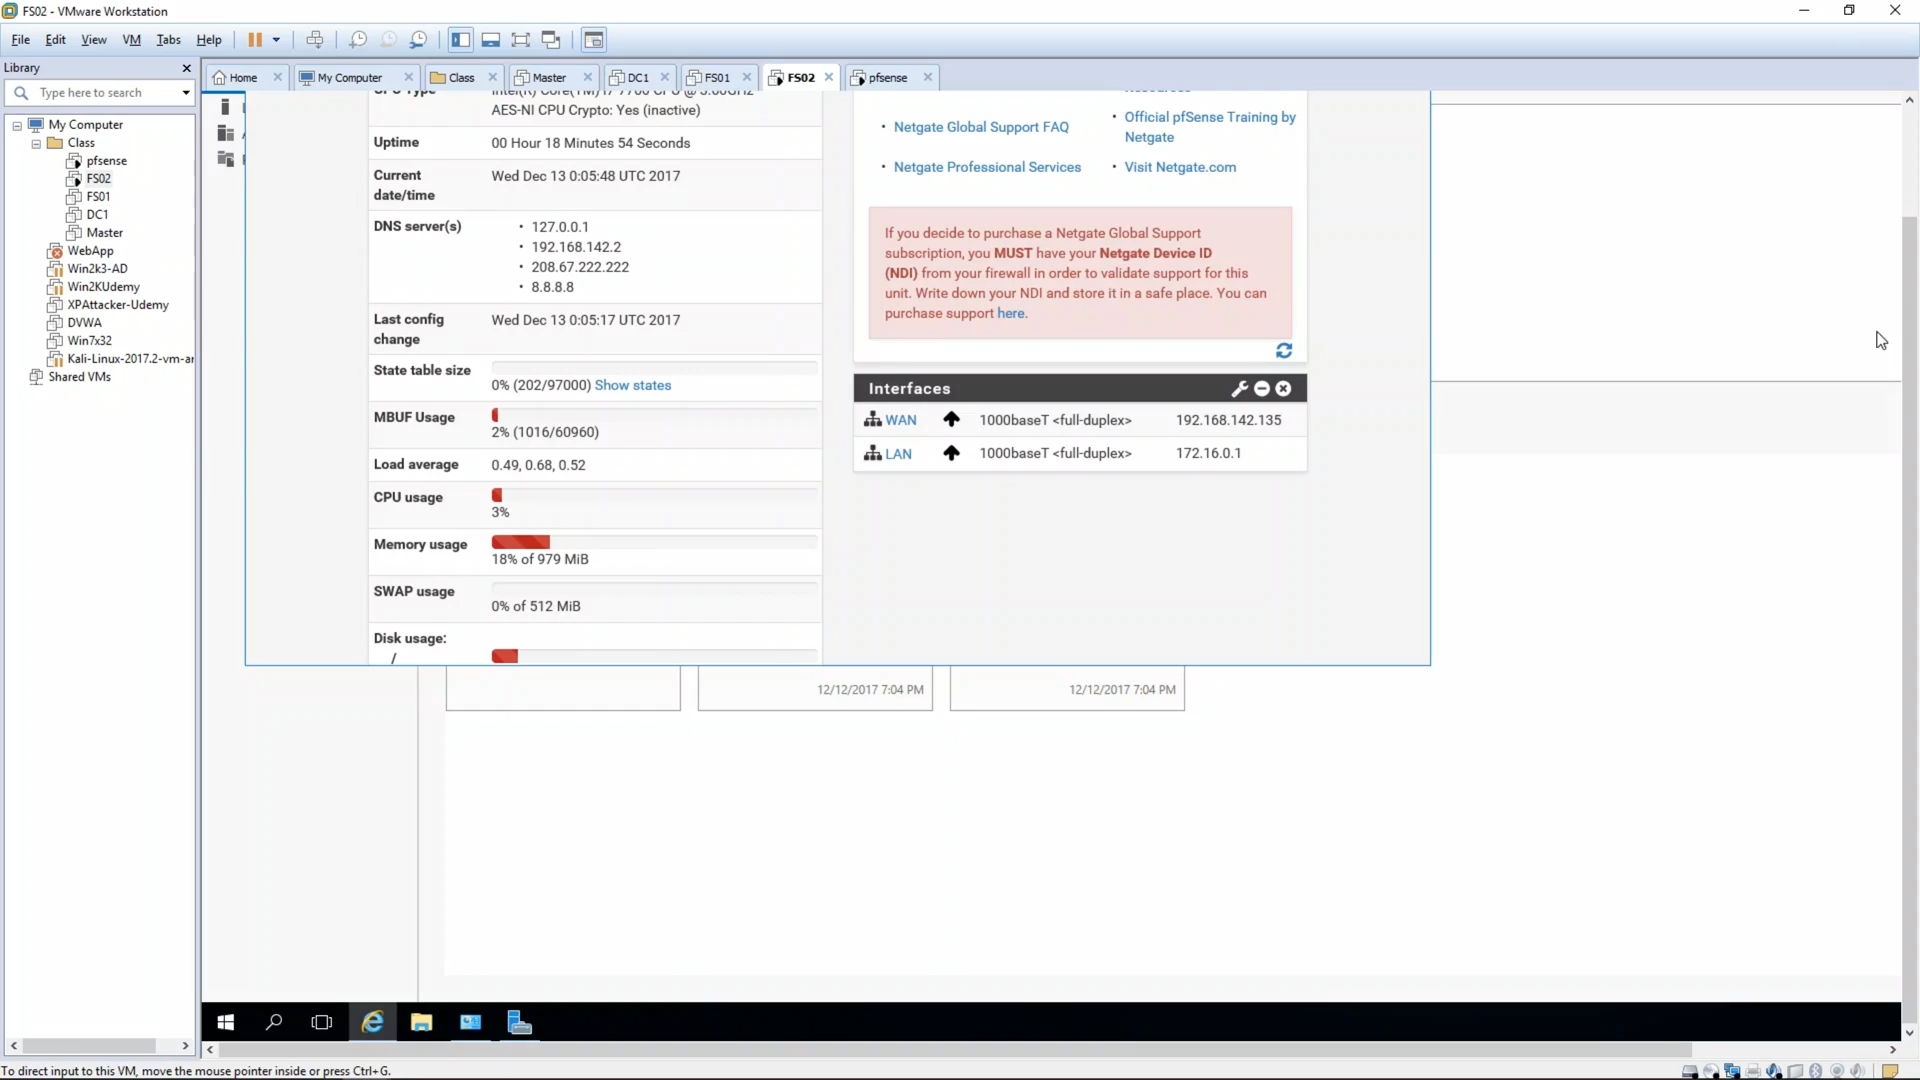 FS02 - VMware Workstation
File Edit View VM Tabs Help
Library
Type here to search
My Computer
Class
pfsense
FS02
FS01
DC1
Master
WebApp
Win2k3-AD
Win2KUdemy
XPAttacker-Udemy
DVWA
Win7x32
Kali-Linux-2017.2-vm-ar
Shared VMs
Home My Computer Class Master DC1 FS01 FS02 pfsense
AES-NI CPU Crypto: Yes (inactive)
Uptime 00 Hour 18 Minutes 54 Seconds
Current date/time Wed Dec 13 0:05:48 UTC 2017
DNS server(s)
• 127.0.0.1
• 192.168.142.2
• 208.67.222.222
• 8.8.8.8
Last config change Wed Dec 13 0:05:17 UTC 2017
State table size
0% (202/97000) Show states
MBUF Usage
2% (1016/60960)
Load average 0.49, 0.68, 0.52
CPU usage
3%
Memory usage
18% of 979 MiB
SWAP usage
0% of 512 MiB
Disk usage:
/
• Netgate Global Support FAQ
• Official pfSense Training by
Netgate
• Netgate Professional Services
• Visit Netgate.com
If you decide to purchase a Netgate Global Support
subscription, you MUST have your Netgate Device ID
(NDI) from your firewall in order to validate support for this
unit. Write down your NDI and store it in a safe place. You can
purchase support here.
Interfaces
WAN 1000baseT <full-duplex> 192.168.142.135
LAN 1000baseT <full-duplex> 172.16.0.1
12/12/2017 7:04 PM
12/12/2017 7:04 PM
To direct input to this VM, move the mouse pointer inside or press Ctrl+G.